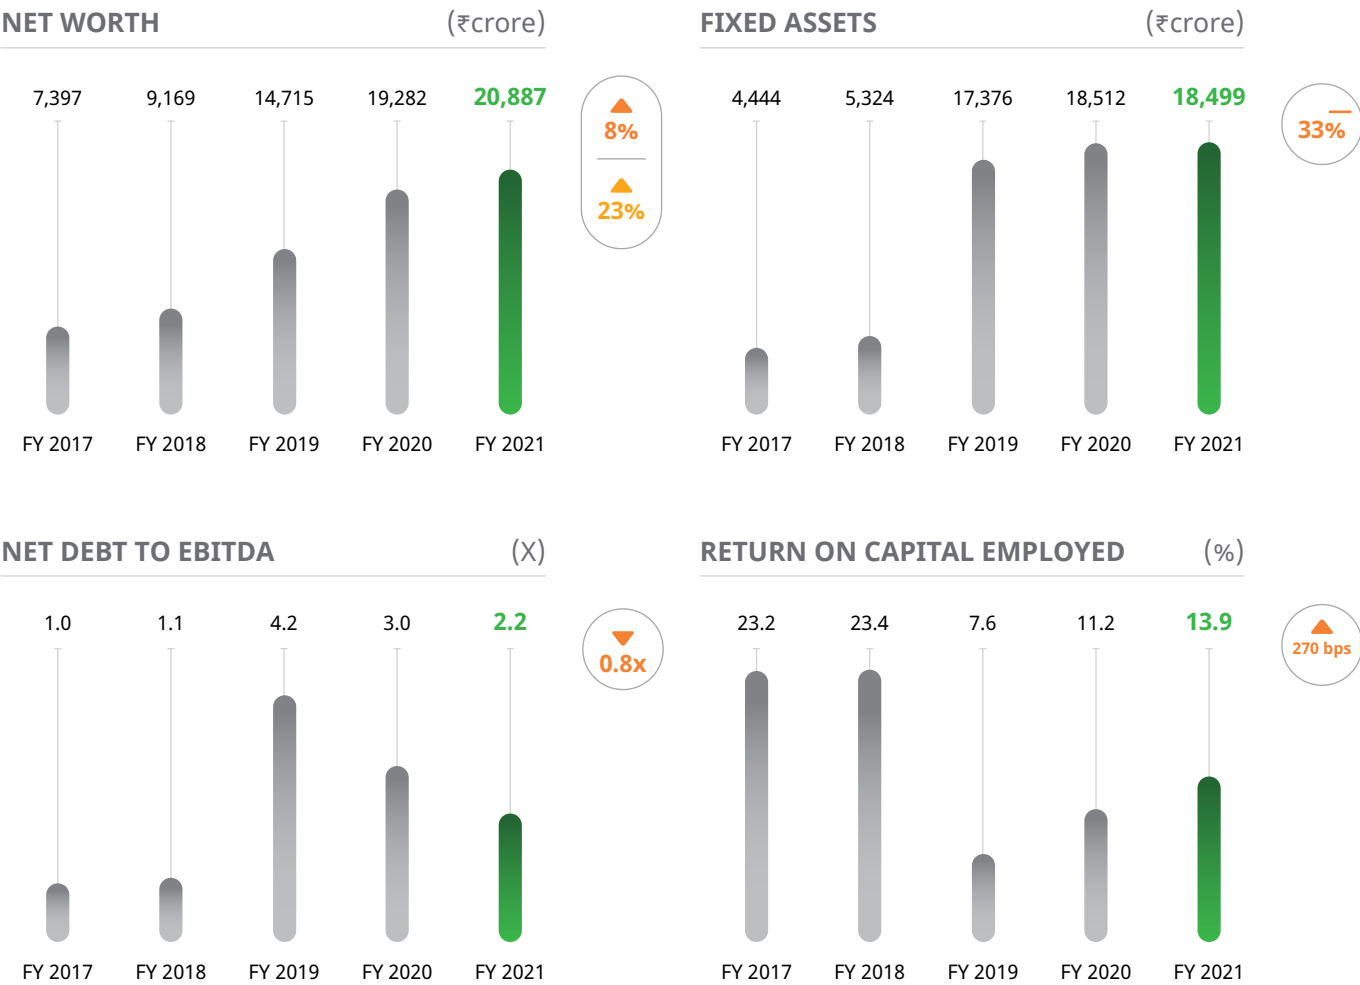 NET WORTH (₹crore)
7,397 9,169 14,715 19,282 20,887
8%
23%
FY 2017 FY 2018 FY 2019 FY 2020 FY 2021
FIXED ASSETS (₹crore)
4,444 5,324 17,376 18,512 18,499
33%
FY 2017 FY 2018 FY 2019 FY 2020 FY 2021
NET DEBT TO EBITDA (X)
1.0 1.1 4.2 3.0 2.2
0.8x
FY 2017 FY 2018 FY 2019 FY 2020 FY 2021
RETURN ON CAPITAL EMPLOYED (%)
23.2 23.4 7.6 11.2 13.9
270 bps
FY 2017 FY 2018 FY 2019 FY 2020 FY 2021